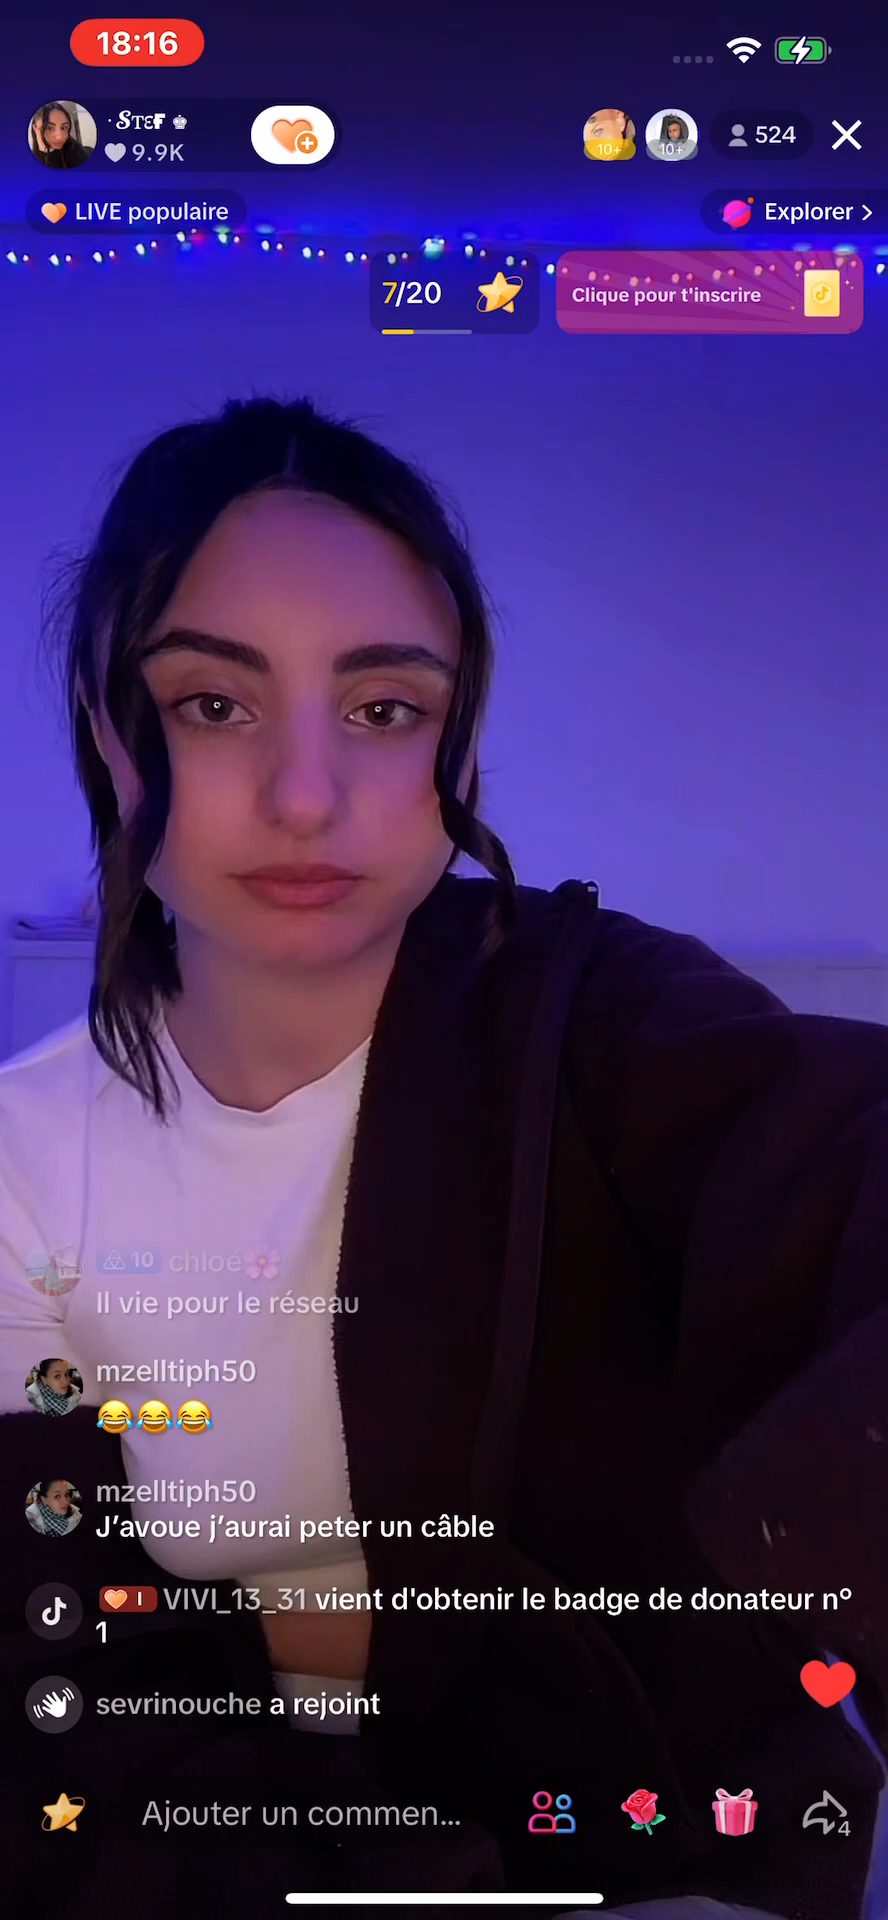 18:16
· 𝓢ᴛɛ𝐅 ♚
9.9K
10+
10+
524
LIVE populaire
Explorer >
7/20
Clique pour t'inscrire
10 chloé🌸
Il vie pour le réseau
mzelltiph50
😂😂😂
mzelltiph50
J'avoue j'aurai peter un câble
I VIVI_13_31 vient d'obtenir le badge de donateur n°
1
sevrinouche a rejoint
Ajouter un commen...
4